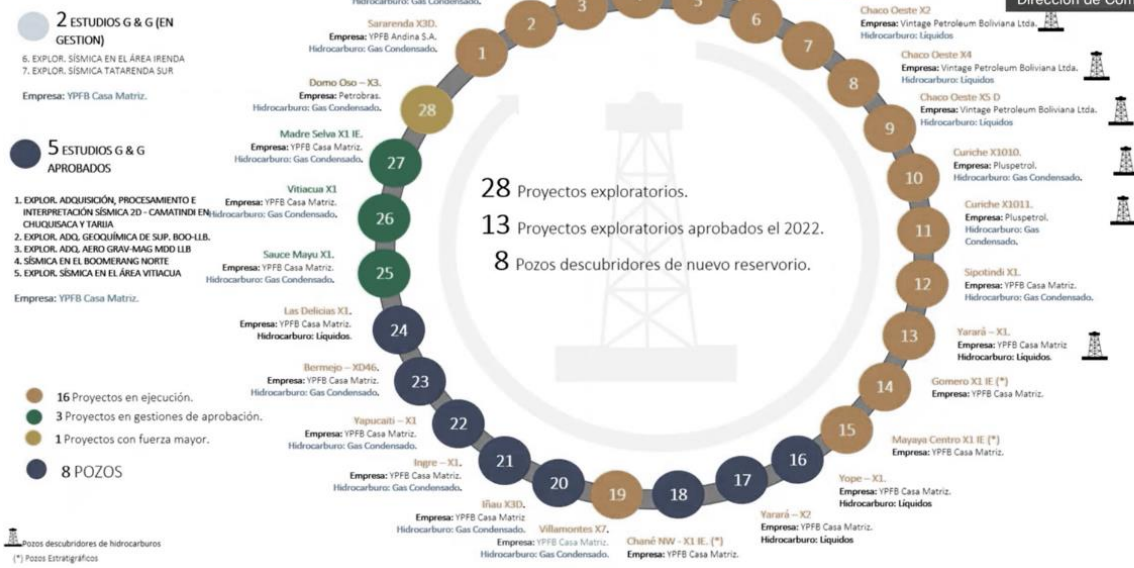 2 ESTUDIOS G & G (EN
GESTION)
6. EXPLOR. SÍSMICA EN EL ÁREA IRENDA
7. EXPLOR. SÍSMICA TATARENDA SUR
Empresa: YPFB Casa Matriz.
5 ESTUDIOS G & G
APROBADOS
1. EXPLOR. ADQUISICIÓN, PROCESAMIENTO E
INTERPRETACIÓN SÍSMICA 2D - CAMATINDI EN
CHUQUISACA Y TARIJA
2. EXPLOR. ADQ. GEOQUÍMICA DE SUP. BOO-LLB.
3. EXPLOR. ADQ. AERO GRAV-MAG MDD LLB
4. SÍSMICA EN EL BOOMERANG NORTE
5. EXPLOR. SÍSMICA EN EL ÁREA VITIACUA
Empresa: YPFB Casa Matriz.
16 Proyectos en ejecución.
3 Proyectos en gestiones de aprobación.
1 Proyectos con fuerza mayor.
8 POZOS
Pozos descubridores de hidrocarburos
(*) Pozos Estratigráficos
Hidrocarburo: Gas Condensado.
Sararenda X3D.
Empresa: YPFB Andina S.A.
Hidrocarburo: Gas Condensado.
Domo Oso – X3.
Empresa: Petrobras.
Hidrocarburo: Gas Condensado.
Madre Selva X1 IE.
Empresa: YPFB Casa Matriz.
Hidrocarburo: Gas Condensado.
Vitiacua X1
Empresa: YPFB Casa Matriz.
Hidrocarburo: Gas Condensado.
Sauce Mayu X1.
Empresa: YPFB Casa Matriz.
Hidrocarburo: Gas Condensado.
Las Delicias X1.
Empresa: YPFB Casa Matriz.
Hidrocarburo: Líquidos.
Bermejo – XD46.
Empresa: YPFB Casa Matriz.
Hidrocarburo: Gas Condensado.
Yapucaiti – X1
Empresa: YPFB Casa Matriz.
Hidrocarburo: Gas Condensado.
Ingre – X1.
Empresa: YPFB Casa Matriz.
Hidrocarburo: Gas Condensado.
Iñau X3D.
Empresa: YPFB Casa Matriz
Hidrocarburo: Gas Condensado.
Villamontes X7.
Empresa: YPFB Casa Matriz.
Hidrocarburo: Gas Condensado.
Chané NW - X1 IE. (*)
Empresa: YPFB Casa Matriz.
1
2
3
6
7
8
9
10
11
12
13
14
15
16
17
18
19
20
21
22
23
24
25
26
27
28
28 Proyectos exploratorios.
13 Proyectos exploratorios aprobados el 2022.
8 Pozos descubridores de nuevo reservorio.
Dirección de Com
Chaco Oeste X2
Empresa: Vintage Petroleum Boliviana Ltda.
Hidrocarburo: Líquidos
Chaco Oeste X4
Empresa: Vintage Petroleum Boliviana Ltda.
Hidrocarburo: Líquidos
Chaco Oeste X5 D
Empresa: Vintage Petroleum Boliviana Ltda.
Hidrocarburo: Líquidos
Curiche X1010.
Empresa: Pluspetrol.
Hidrocarburo: Gas Condensado.
Curiche X1011.
Empresa: Pluspetrol.
Hidrocarburo: Gas
Condensado.
Sipotindi X1.
Empresa: YPFB Casa Matriz.
Hidrocarburo: Gas Condensado.
Yarará – X1.
Empresa: YPFB Casa Matriz
Hidrocarburo: Líquidos.
Gomero X1 IE (*)
Empresa: YPFB Casa Matriz.
Mayaya Centro X1 IE (*)
Empresa: YPFB Casa Matriz.
Yope – X1.
Empresa: YPFB Casa Matriz.
Hidrocarburo: Líquidos
Yarará – X2
Empresa: YPFB Casa Matriz.
Hidrocarburo: Líquidos